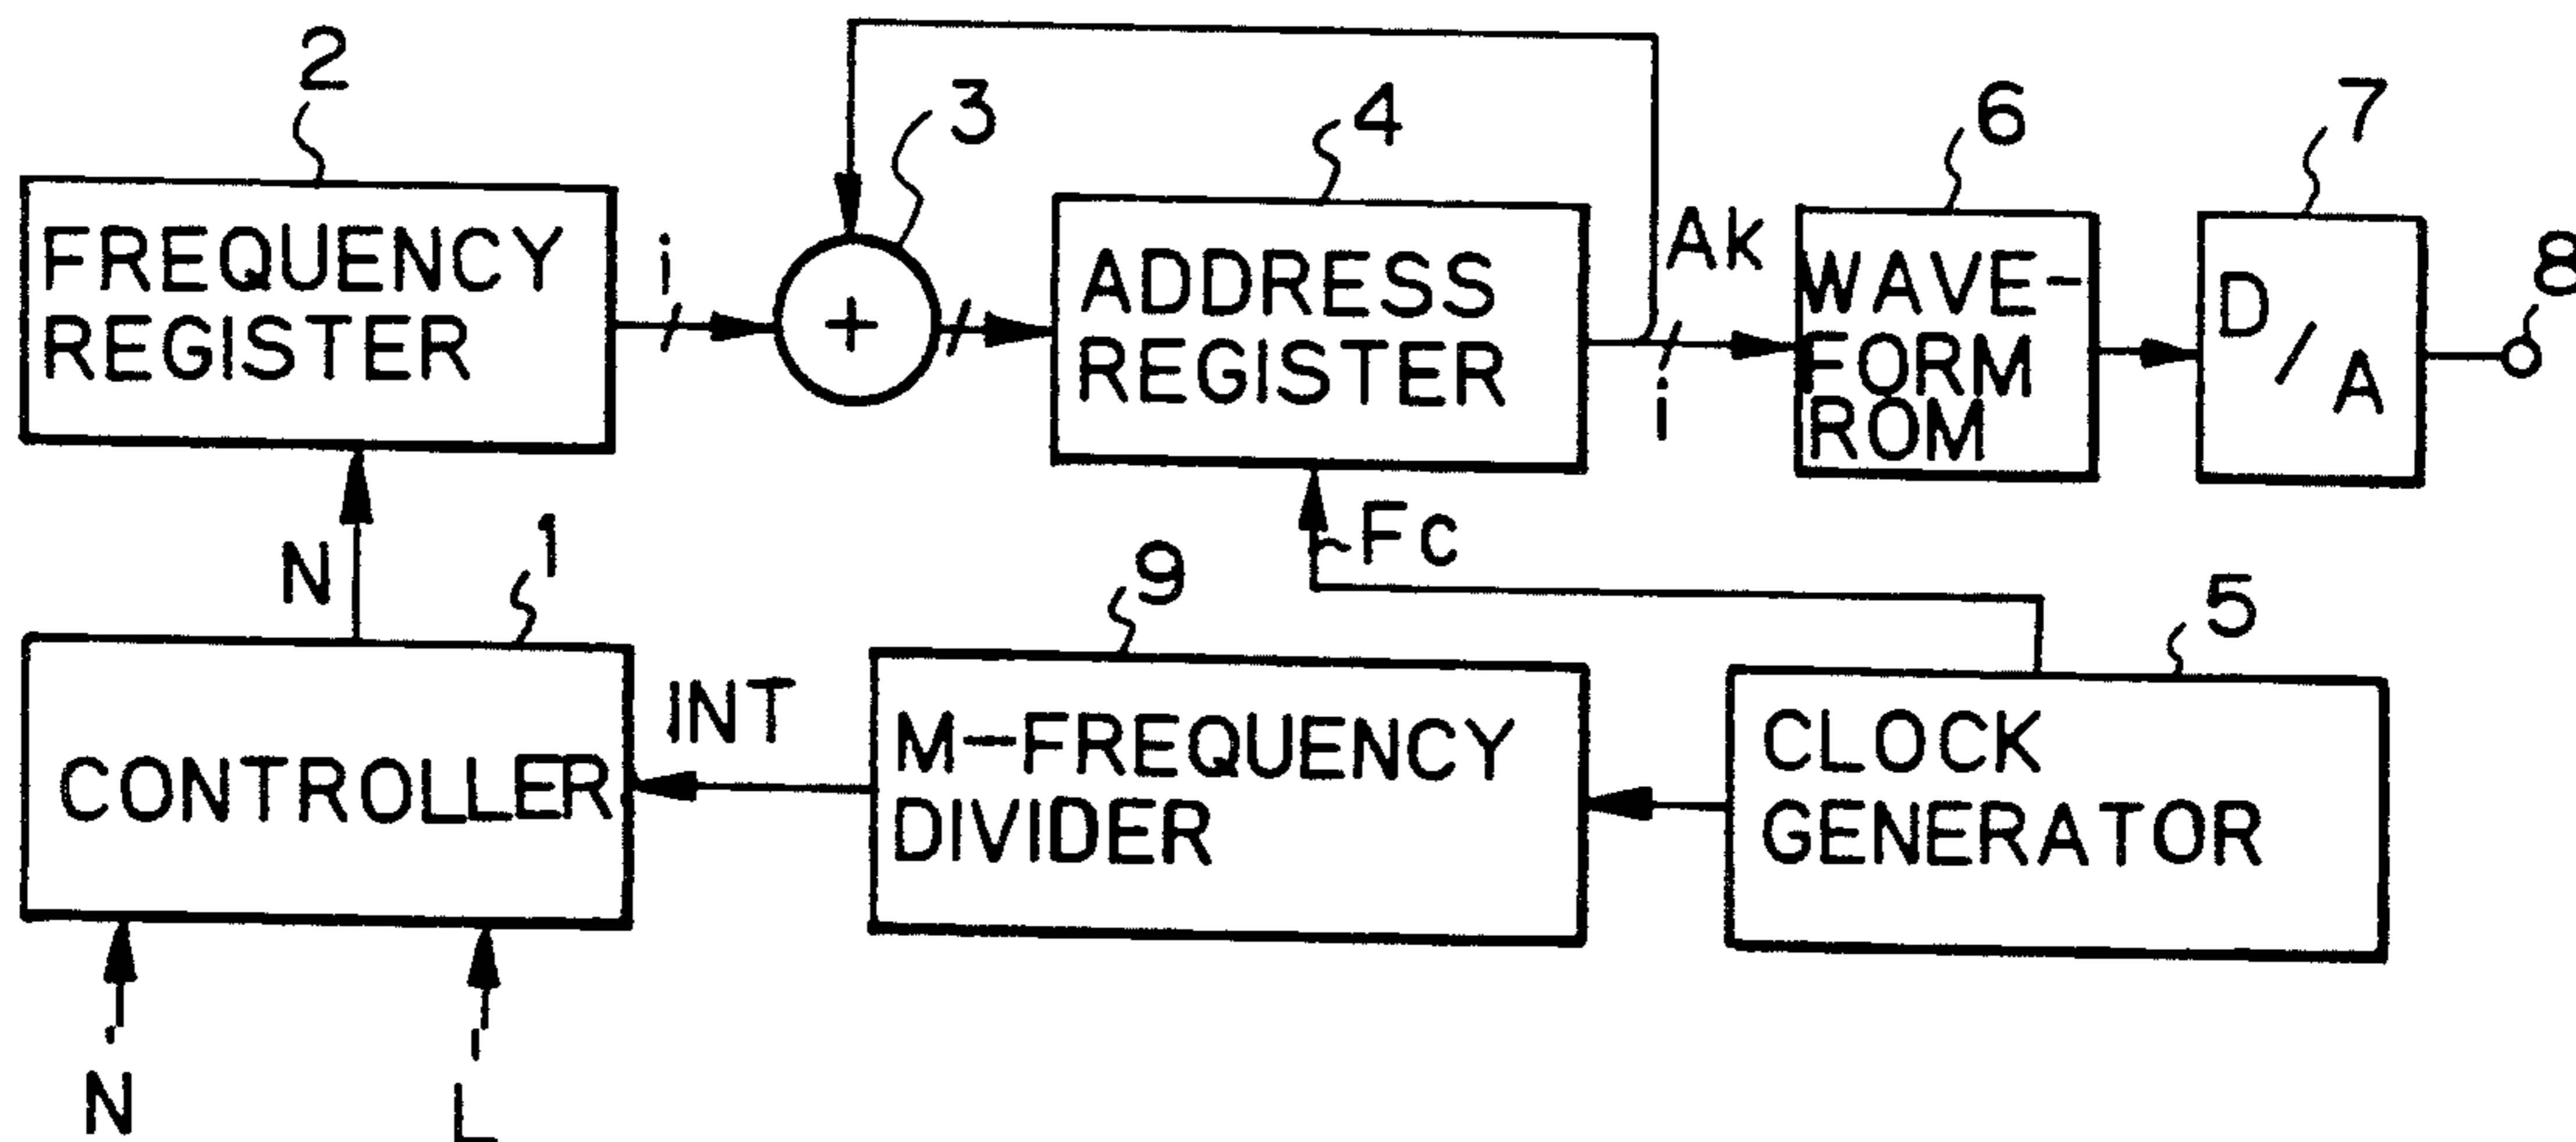 2
3
4
6
7
8
FREQUENCY
REGISTER
i
+
ADDRESS
REGISTER
Ak
i
WAVE-
FORM
ROM
D/A
N
1
Fc
9
5
CONTROLLER
INT
M-FREQUENCY
DIVIDER
CLOCK
GENERATOR
N
L